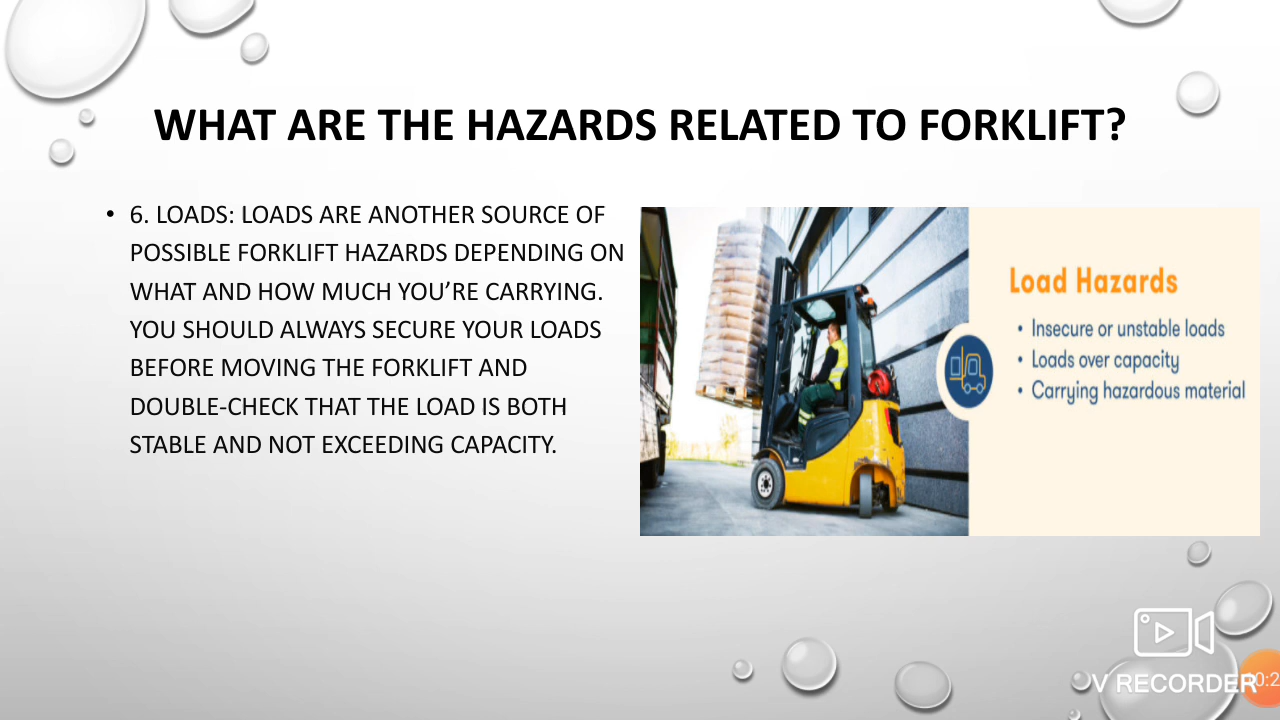 WHAT ARE THE HAZARDS RELATED TO FORKLIFT?
• 6. LOADS: LOADS ARE ANOTHER SOURCE OF
POSSIBLE FORKLIFT HAZARDS DEPENDING ON
WHAT AND HOW MUCH YOU’RE CARRYING.
YOU SHOULD ALWAYS SECURE YOUR LOADS
BEFORE MOVING THE FORKLIFT AND
DOUBLE-CHECK THAT THE LOAD IS BOTH
STABLE AND NOT EXCEEDING CAPACITY.
Load Hazards
• Insecure or unstable loads
• Loads over capacity
• Carrying hazardous material
V RECORDER